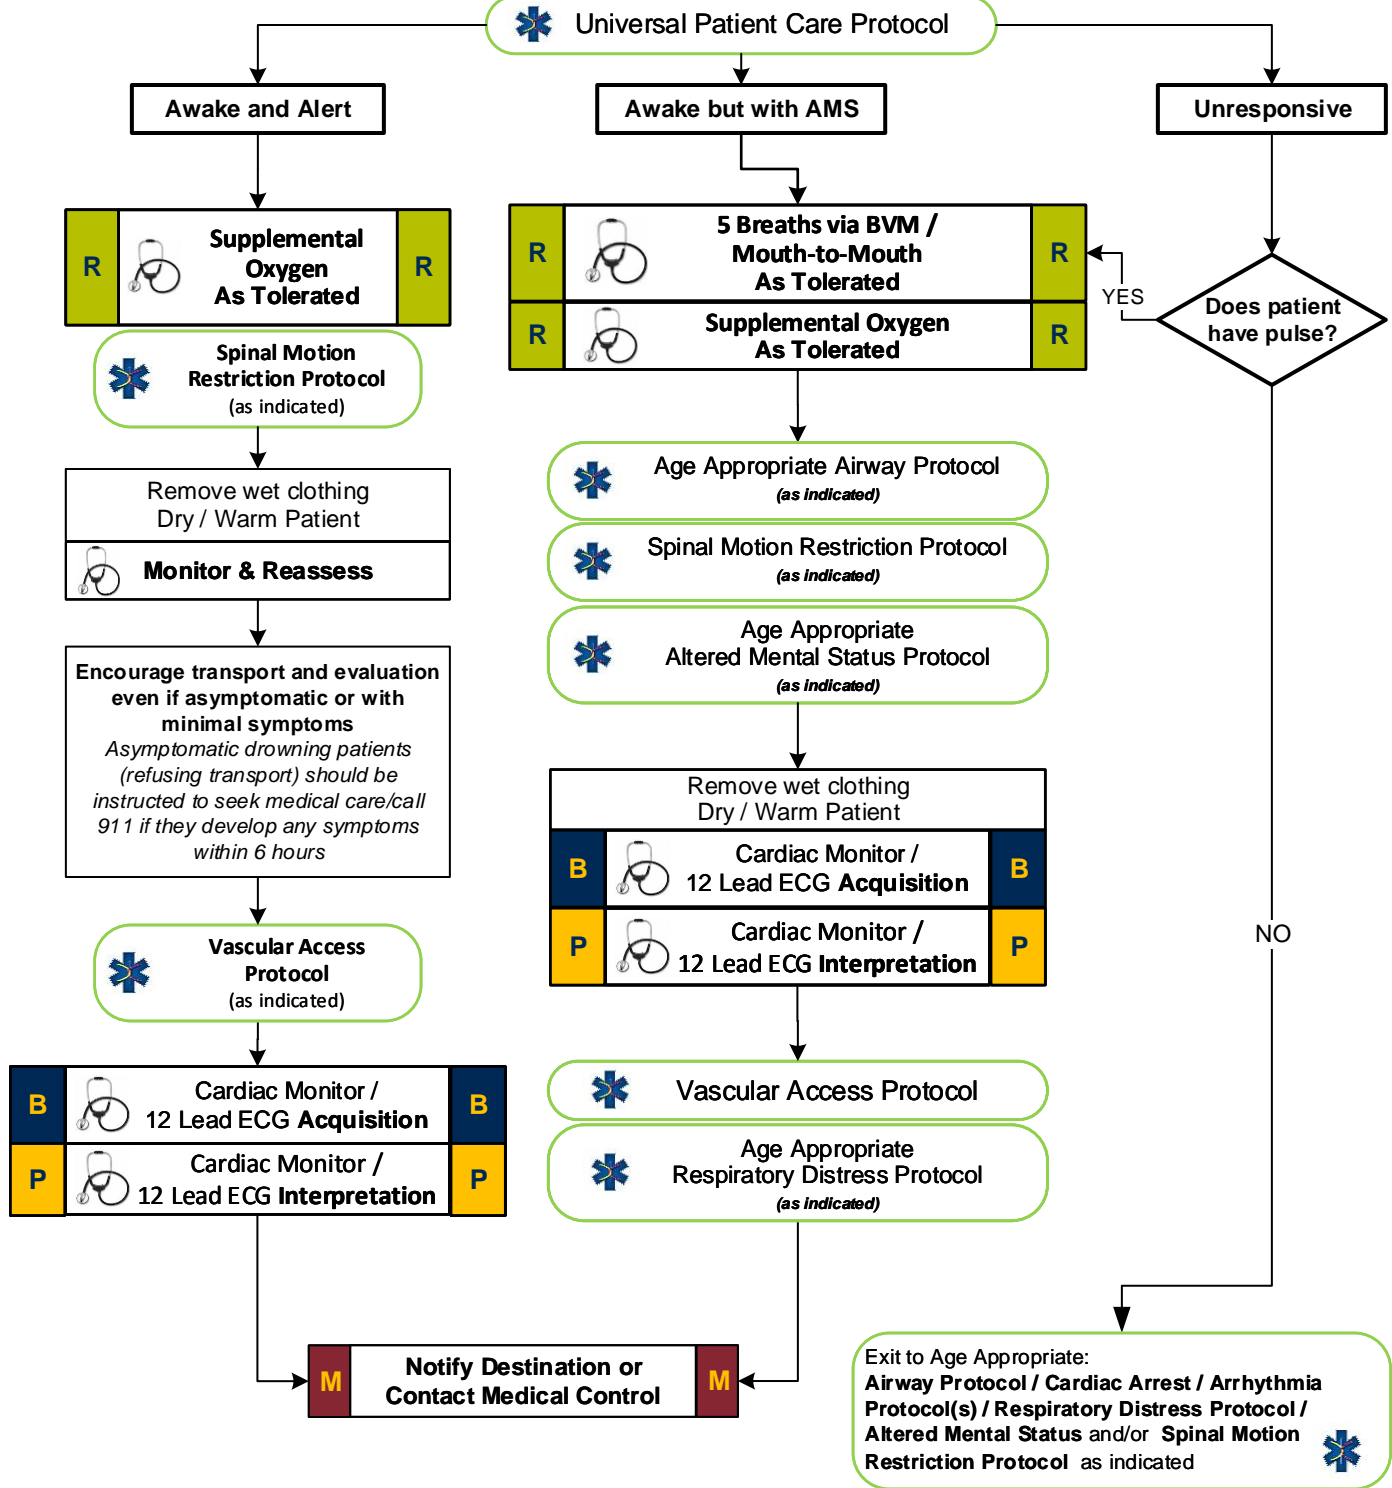 Universal Patient Care Protocol
Awake and Alert
Awake but with AMS
Unresponsive
R
Supplemental
Oxygen
As Tolerated
R
Spinal Motion
Restriction Protocol
(as indicated)
Remove wet clothing
Dry / Warm Patient
Monitor & Reassess
Encourage transport and evaluation
even if asymptomatic or with
minimal symptoms
Asymptomatic drowning patients
(refusing transport) should be
instructed to seek medical care/call
911 if they develop any symptoms
within 6 hours
Vascular Access
Protocol
(as indicated)
B
Cardiac Monitor /
12 Lead ECG Acquisition
B
P
Cardiac Monitor /
12 Lead ECG Interpretation
P
R
5 Breaths via BVM /
Mouth-to-Mouth
As Tolerated
R
R
Supplemental Oxygen
As Tolerated
R
Age Appropriate Airway Protocol
(as indicated)
Spinal Motion Restriction Protocol
(as indicated)
Age Appropriate
Altered Mental Status Protocol
(as indicated)
Remove wet clothing
Dry / Warm Patient
B
Cardiac Monitor /
12 Lead ECG Acquisition
B
P
Cardiac Monitor /
12 Lead ECG Interpretation
P
Vascular Access Protocol
Age Appropriate
Respiratory Distress Protocol
(as indicated)
YES
Does patient
have pulse?
NO
M
Notify Destination or
Contact Medical Control
M
Exit to Age Appropriate:
Airway Protocol / Cardiac Arrest / Arrhythmia
Protocol(s) / Respiratory Distress Protocol /
Altered Mental Status and/or Spinal Motion
Restriction Protocol as indicated